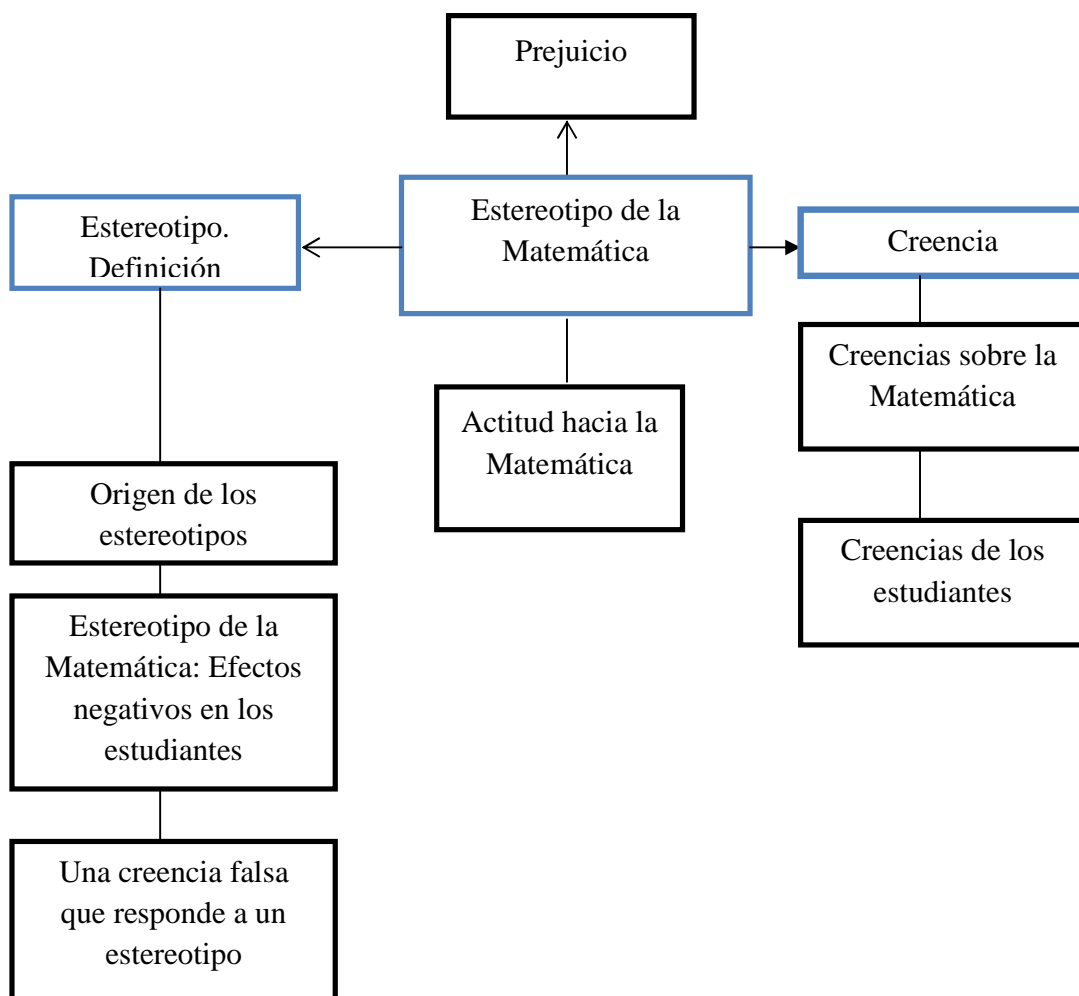 Prejuicio
Estereotipo de la
Matemática
Estereotipo.
Definición
Creencia
Creencias sobre la
Matemática
Actitud hacia la
Matemática
Origen de los
estereotipos
Creencias de los
estudiantes
Estereotipo de la
Matemática: Efectos
negativos en los
estudiantes
Una creencia falsa
que responde a un
estereotipo